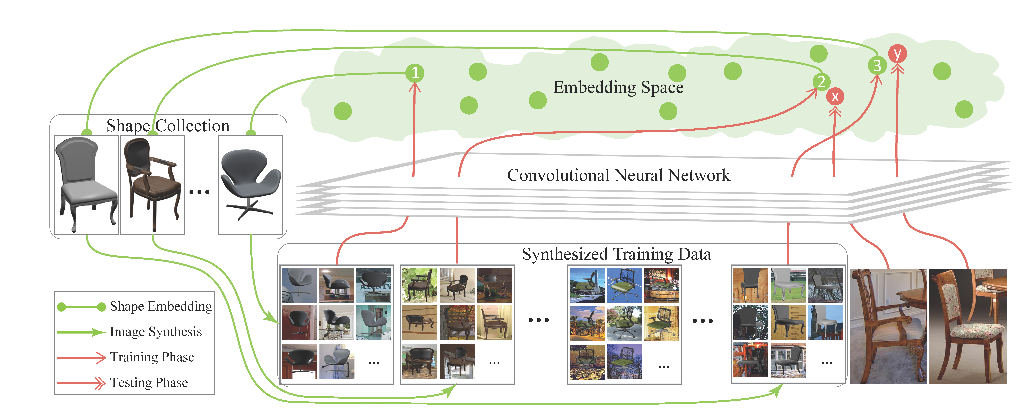 1
2
3
x
y
Embedding Space
Shape Collection
...
Convolutional Neural Network
Synthesized Training Data
...
...
...
...
...
...
Shape Embedding
Image Synthesis
Training Phase
Testing Phase